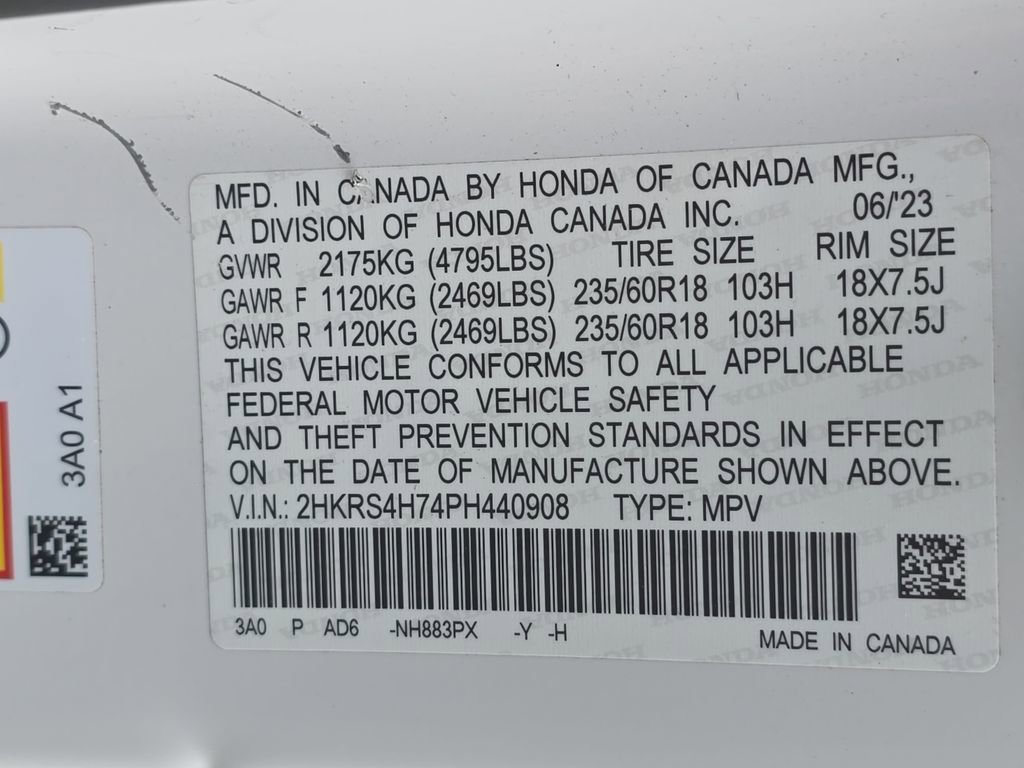 MFD. IN CANADA BY HONDA OF CANADA MFG.,
A DIVISION OF HONDA CANADA INC. 06/'23
GVWR 2175KG (4795LBS) TIRE SIZE RIM SIZE
GAWR F 1120KG (2469LBS) 235/60R18 103H 18X7.5J
GAWR R 1120KG (2469LBS) 235/60R18 103H 18X7.5J
THIS VEHICLE CONFORMS TO ALL APPLICABLE
FEDERAL MOTOR VEHICLE SAFETY
AND THEFT PREVENTION STANDARDS IN EFFECT
ON THE DATE OF MANUFACTURE SHOWN ABOVE.
V.I.N.: 2HKRS4H74PH440908 TYPE: MPV
3A0 P AD6 -NH883PX -Y -H
MADE IN CANADA
3A0 A1